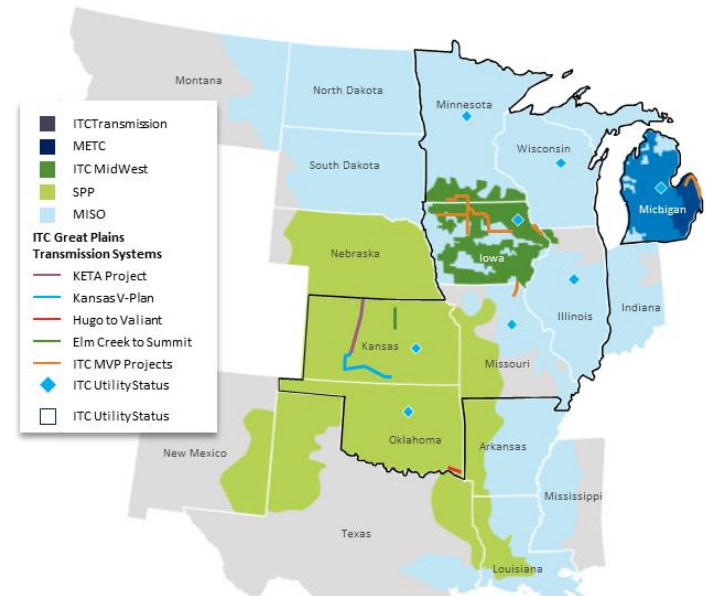 Montana
North Dakota
Minnesota
South Dakota
Wisconsin
Michigan
Nebraska
Iowa
Illinois
Indiana
Kansas
Missouri
Oklahoma
Arkansas
New Mexico
Mississippi
Texas
Louisiana
ITCTransmission
METC
ITC MidWest
SPP
MISO
ITC Great Plains
Transmission Systems
KETA Project
Kansas V-Plan
Hugo to Valiant
Elm Creek to Summit
ITC MVP Projects
ITC Utility Status
ITC Utility Status